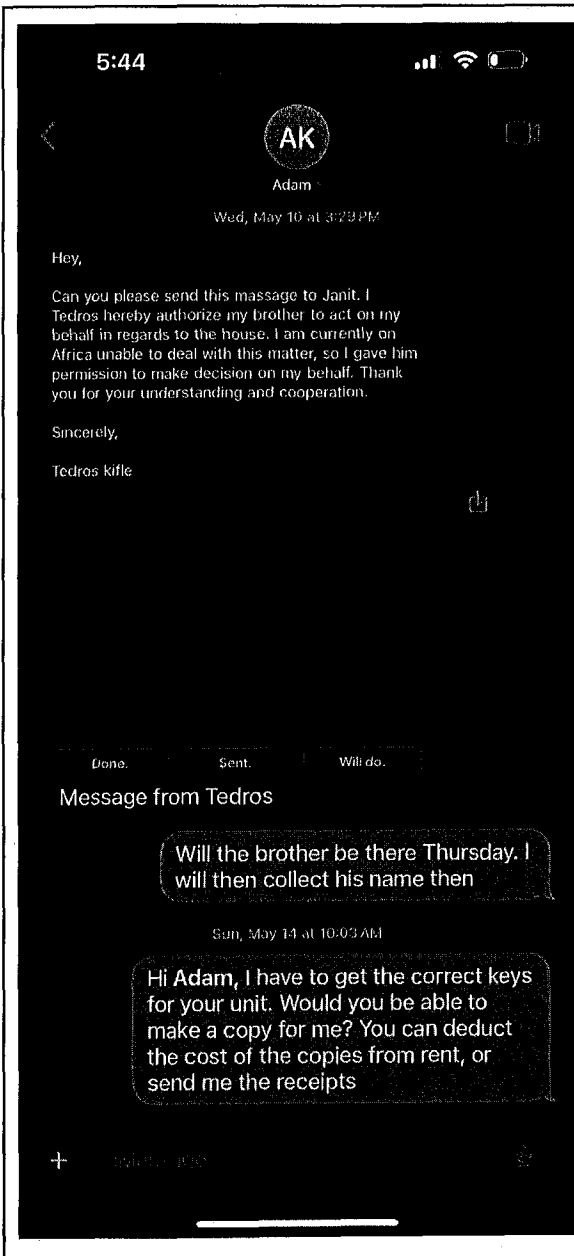 5:44
AK
Adam
Wed, May 10 at 3:29 PM
Hey,
Can you please send this massage to Janit. I
Tedros hereby authorize my brother to act on my
behalf in regards to the house. I am currently on
Africa unable to deal with this matter, so I gave him
permission to make decision on my behalf. Thank
you for your understanding and cooperation.
Sincerely,
Tedros kifle
Done. Sent. Will do.
Message from Tedros
Will the brother be there Thursday. I
will then collect his name then
Sun, May 14 at 10:03 AM
Hi Adam, I have to get the correct keys
for your unit. Would you be able to
make a copy for me? You can deduct
the cost of the copies from rent, or
send me the receipts
+